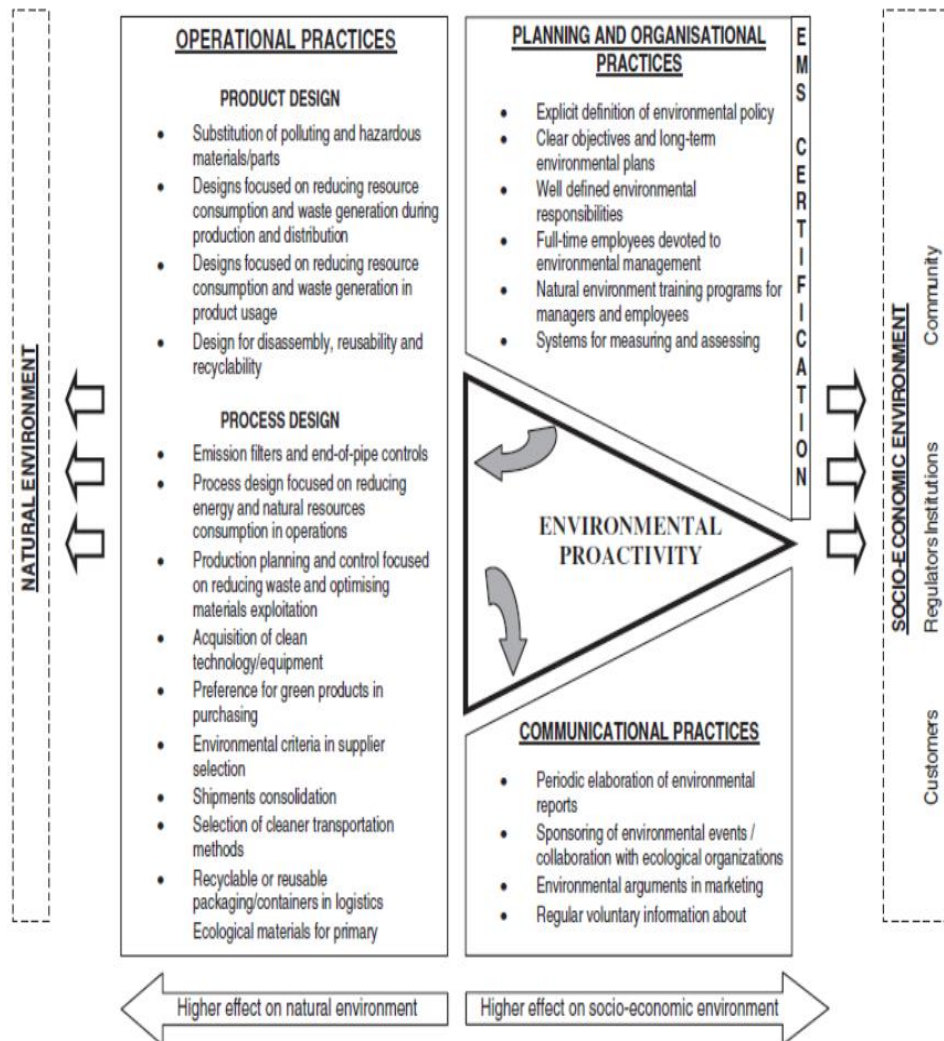 NATURAL ENVIRONMENT
OPERATIONAL PRACTICES
PRODUCT DESIGN
• Substitution of polluting and hazardous
materials/parts
• Designs focused on reducing resource
consumption and waste generation during
production and distribution
• Designs focused on reducing resource
consumption and waste generation in
product usage
• Design for disassembly, reusability and
recyclability
PROCESS DESIGN
• Emission filters and end-of-pipe controls
• Process design focused on reducing
energy and natural resources
consumption in operations
• Production planning and control focused
on reducing waste and optimising
materials exploitation
• Acquisition of clean
technology/equipment
• Preference for green products in
purchasing
• Environmental criteria in supplier
selection
• Shipments consolidation
• Selection of cleaner transportation
methods
• Recyclable or reusable
packaging/containers in logistics
Ecological materials for primary
PLANNING AND ORGANISATIONAL
PRACTICES
• Explicit definition of environmental policy
• Clear objectives and long-term
environmental plans
• Well defined environmental
responsibilities
• Full-time employees devoted to
environmental management
• Natural environment training programs for
managers and employees
• Systems for measuring and assessing
EMS CERTIFICATION
ENVIRONMENTAL
PROACTIVITY
COMMUNICATIONAL PRACTICES
• Periodic elaboration of environmental
reports
• Sponsoring of environmental events /
collaboration with ecological organizations
• Environmental arguments in marketing
• Regular voluntary information about
SOCIO-ECONOMIC ENVIRONMENT
Customers Regulators Institutions Community
Higher effect on natural environment
Higher effect on socio-economic environment